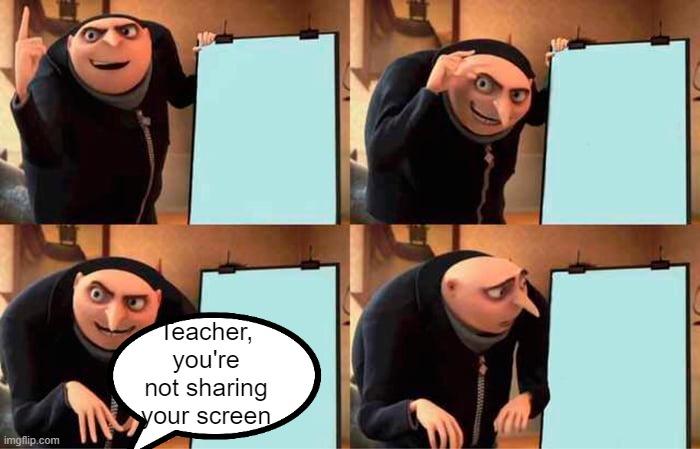 Teacher,
you're
not sharing
your screen
imgflip.com